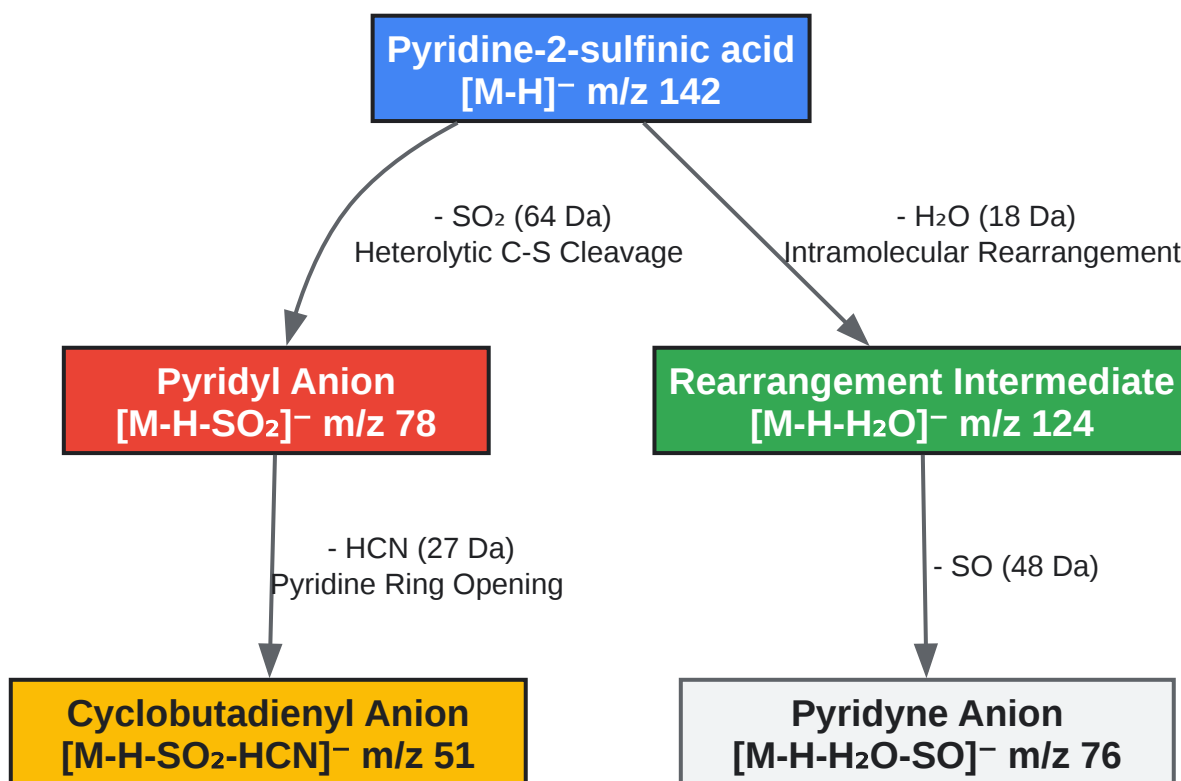 Pyridine-2-sulfinic acid
[M-H]⁻ m/z 142
- SO₂ (64 Da)
Heterolytic C-S Cleavage
- H₂O (18 Da)
Intramolecular Rearrangement
Pyridyl Anion
[M-H-SO₂]⁻ m/z 78
Rearrangement Intermediate
[M-H-H₂O]⁻ m/z 124
- HCN (27 Da)
Pyridine Ring Opening
- SO (48 Da)
Cyclobutadienyl Anion
[M-H-SO₂-HCN]⁻ m/z 51
Pyridyne Anion
[M-H-H₂O-SO]⁻ m/z 76